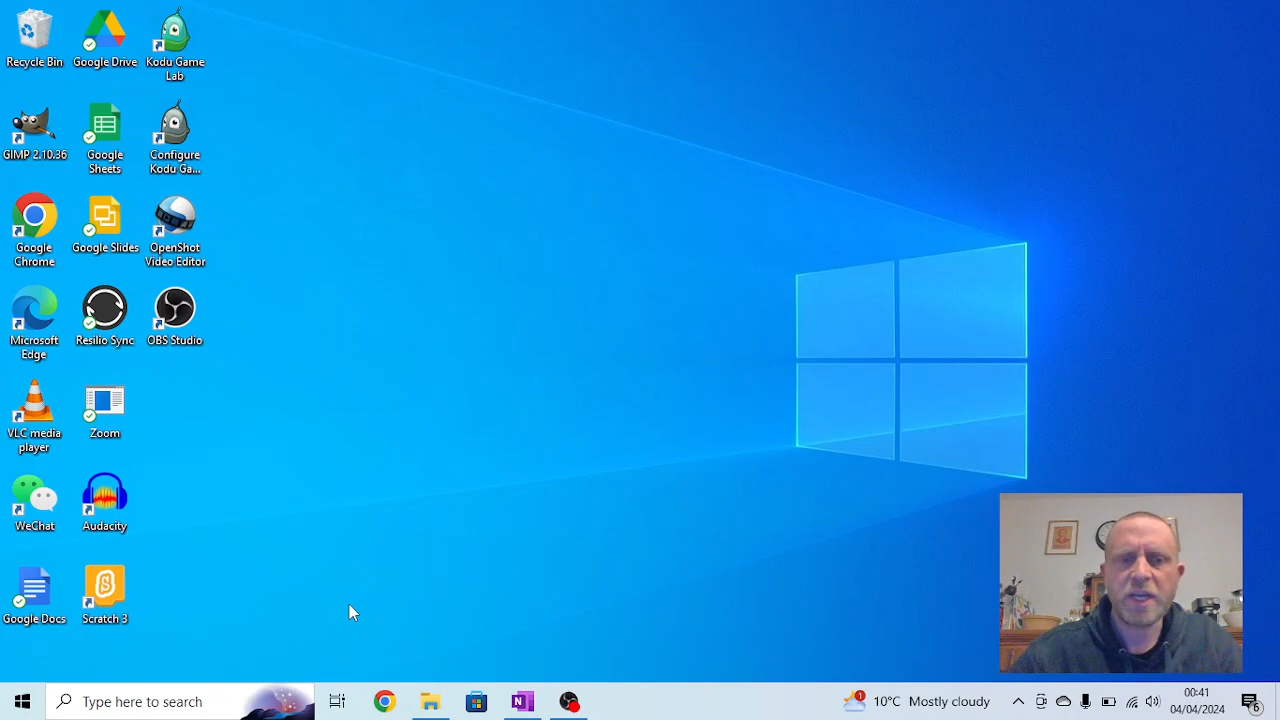 Recycle Bin
Google Drive
Kodu Game
Lab
GIMP 2.10.36
Google
Sheets
Configure
Kodu Ga...
Google
Chrome
Google Slides
OpenShot
Video Editor
Microsoft
Edge
Resilio Sync
OBS Studio
VLC media
player
Zoom
WeChat
Audacity
Google Docs
Scratch 3
Type here to search
N
1
10°C Mostly cloudy
00:41
04/04/2024
6